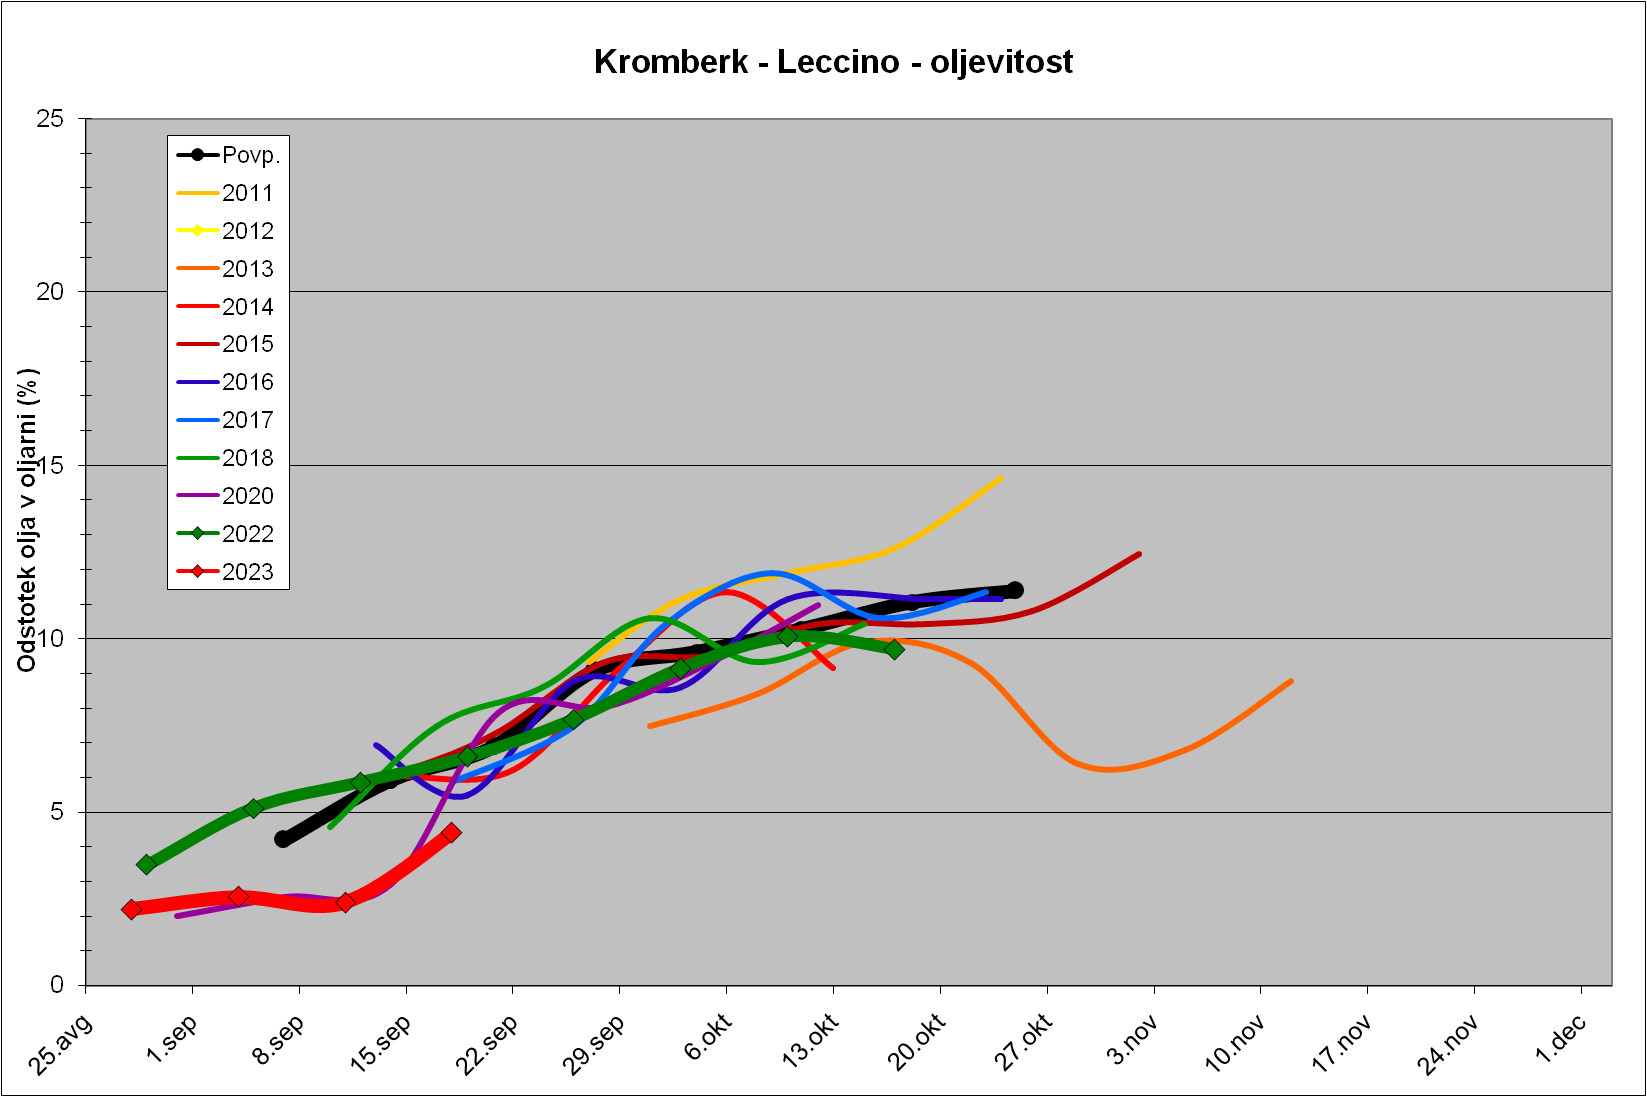 Kromberk - Leccino - oljevitost
Odstotek olja v oljarni (%)
25
20
15
10
5
0
Povp.
2011
2012
2013
2014
2015
2016
2017
2018
2020
2022
2023
25.avg
1.sep
8.sep
15.sep
22.sep
29.sep
6.okt
13.okt
20.okt
27.okt
3.nov
10.nov
17.nov
24.nov
1.dec